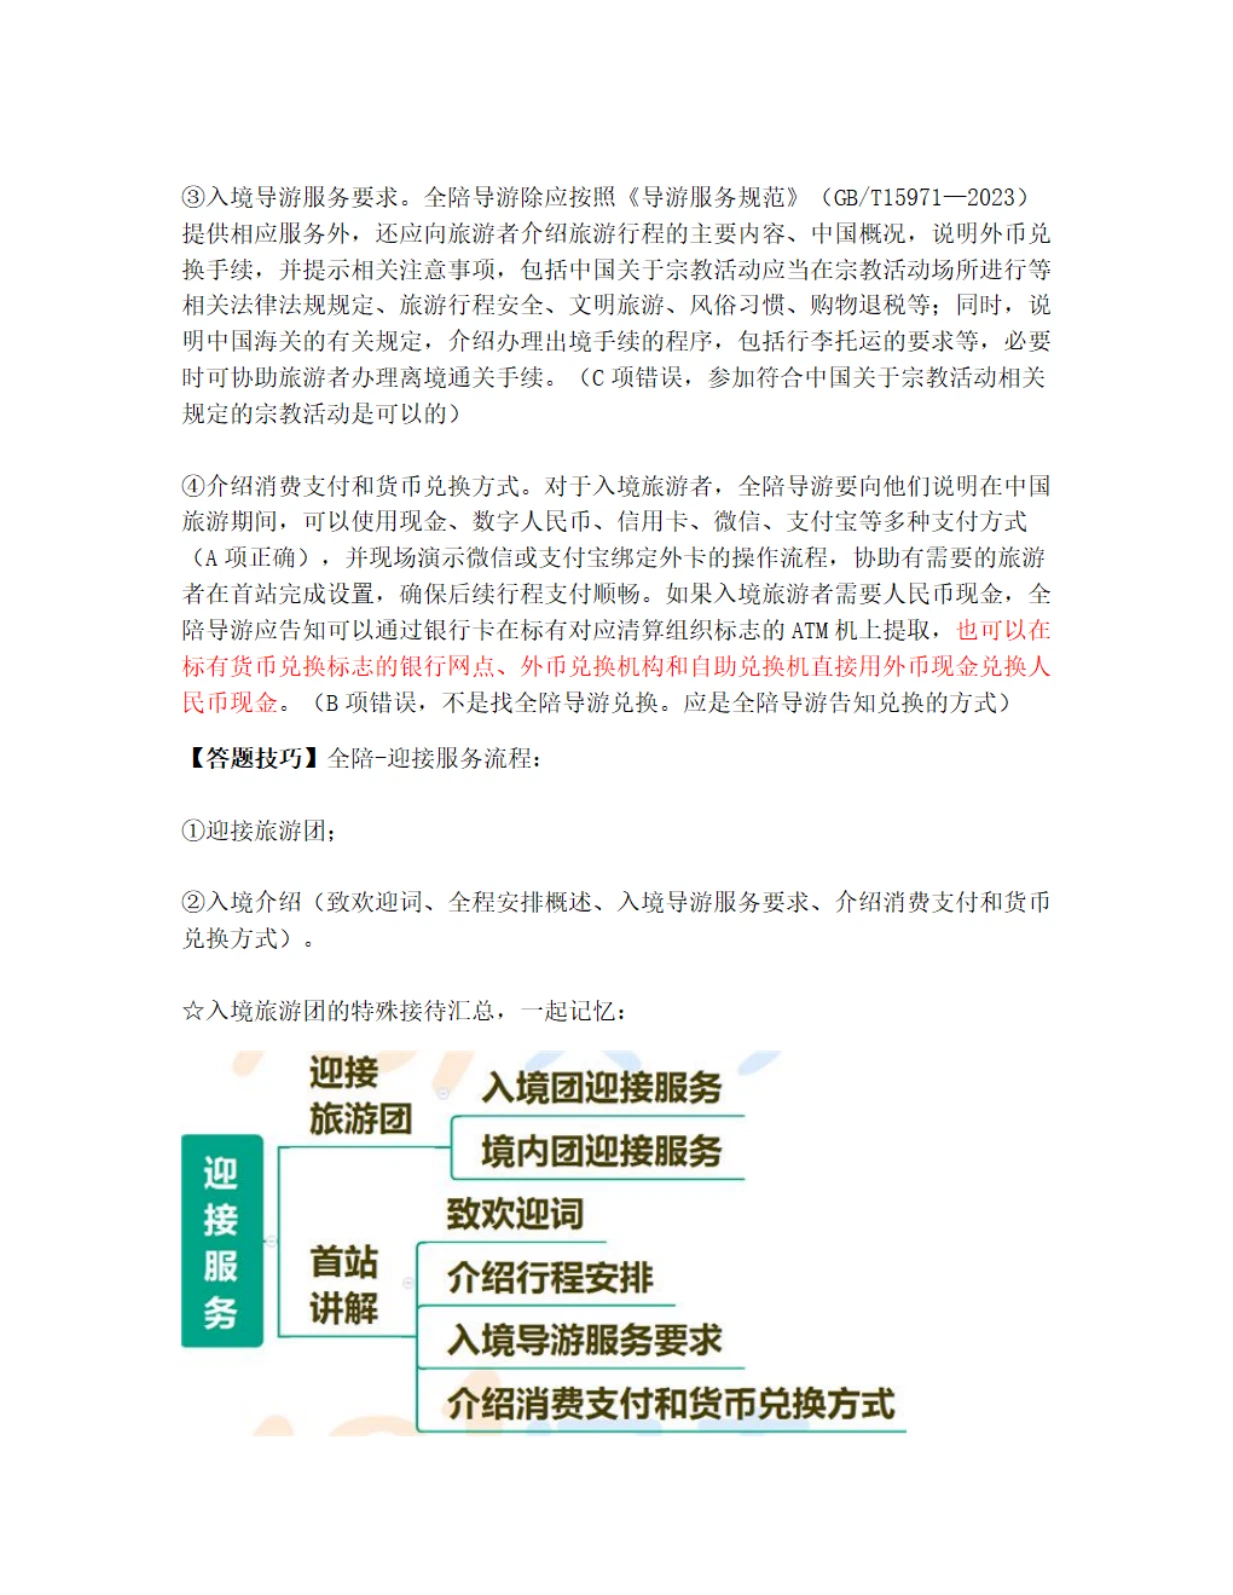 ③入境导游服务要求。全陪导游除应按照《导游服务规范》（GB/T15971—2023）
提供相应服务外，还应向旅游者介绍旅游行程的主要内容、中国概况，说明外币兑
换手续，并提示相关注意事项，包括中国关于宗教活动应当在宗教活动场所进行等
相关法律法规规定、旅游行程安全、文明旅游、风俗习惯、购物退税等；同时，说
明中国海关的有关规定，介绍办理出境手续的程序，包括行李托运的要求等，必要
时可协助旅游者办理离境通关手续。（C 项错误，参加符合中国关于宗教活动相关
规定的宗教活动是可以的）
④介绍消费支付和货币兑换方式。对于入境旅游者，全陪导游要向他们说明在中国
旅游期间，可以使用现金、数字人民币、信用卡、微信、支付宝等多种支付方式
（A 项正确），并现场演示微信或支付宝绑定外卡的操作流程，协助有需要的旅游
者在首站完成设置，确保后续行程支付顺畅。如果入境旅游者需要人民币现金，全
陪导游应告知可以通过银行卡在标有对应清算组织标志的 ATM 机上提取，也可以在
标有货币兑换标志的银行网点、外币兑换机构和自助兑换机直接用外币现金兑换人
民币现金。（B 项错误，不是找全陪导游兑换。应是全陪导游告知兑换的方式）
【答题技巧】全陪-迎接服务流程：
①迎接旅游团；
②入境介绍（致欢迎词、全程安排概述、入境导游服务要求、介绍消费支付和货币
兑换方式）。
☆入境旅游团的特殊接待汇总，一起记忆：
迎接服务
迎接
旅游团
入境团迎接服务
境内团迎接服务
首站
讲解
致欢迎词
介绍行程安排
入境导游服务要求
介绍消费支付和货币兑换方式